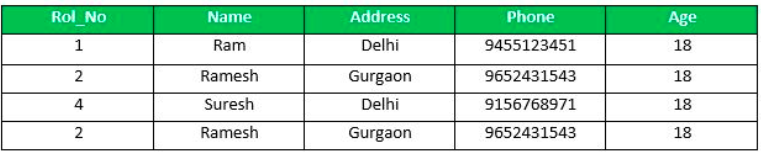 Rol_No Name Address Phone Age
1 Ram Delhi 9455123451 18
2 Ramesh Gurgaon 9652431543 18
4 Suresh Delhi 9156768971 18
2 Ramesh Gurgaon 9652431543 18